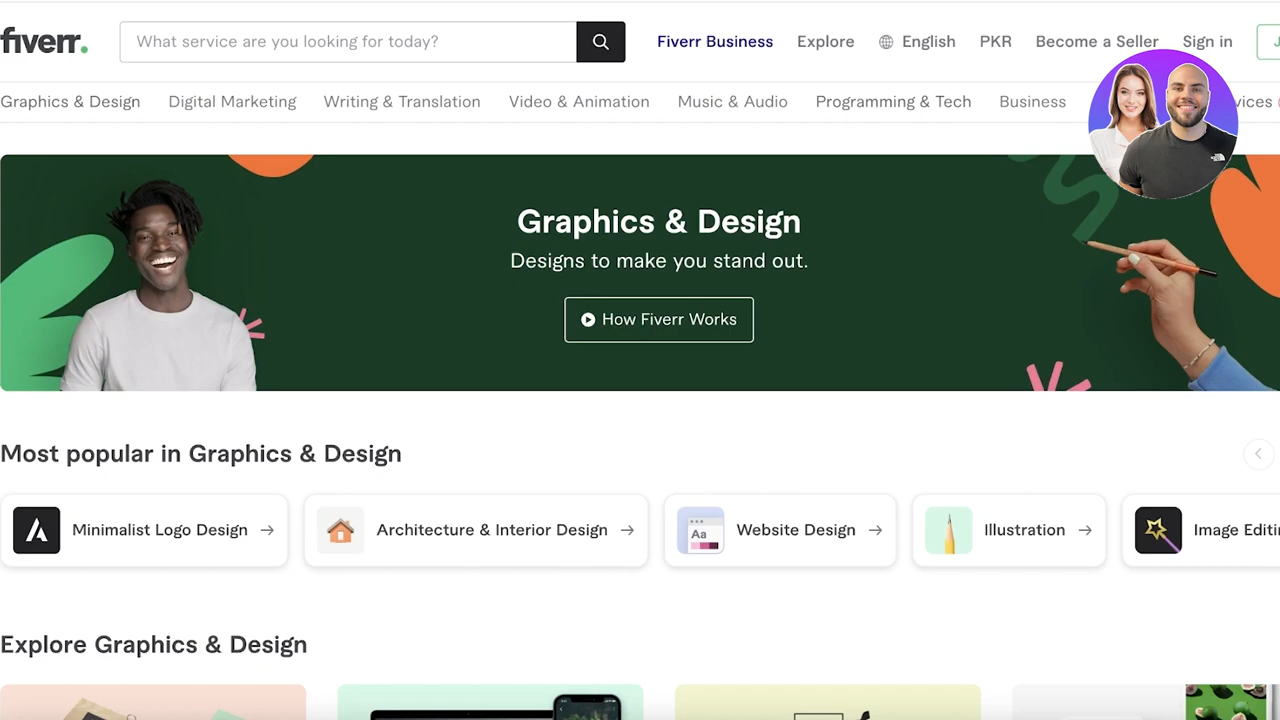 fiverr.
What service are you looking for today?
Fiverr Business Explore English PKR Become a Seller Sign in
Graphics & Design Digital Marketing Writing & Translation Video & Animation Music & Audio Programming & Tech Business
Graphics & Design
Designs to make you stand out.
How Fiverr Works
Most popular in Graphics & Design
Minimalist Logo Design Architecture & Interior Design Aa Website Design Illustration Image
Explore Graphics & Design